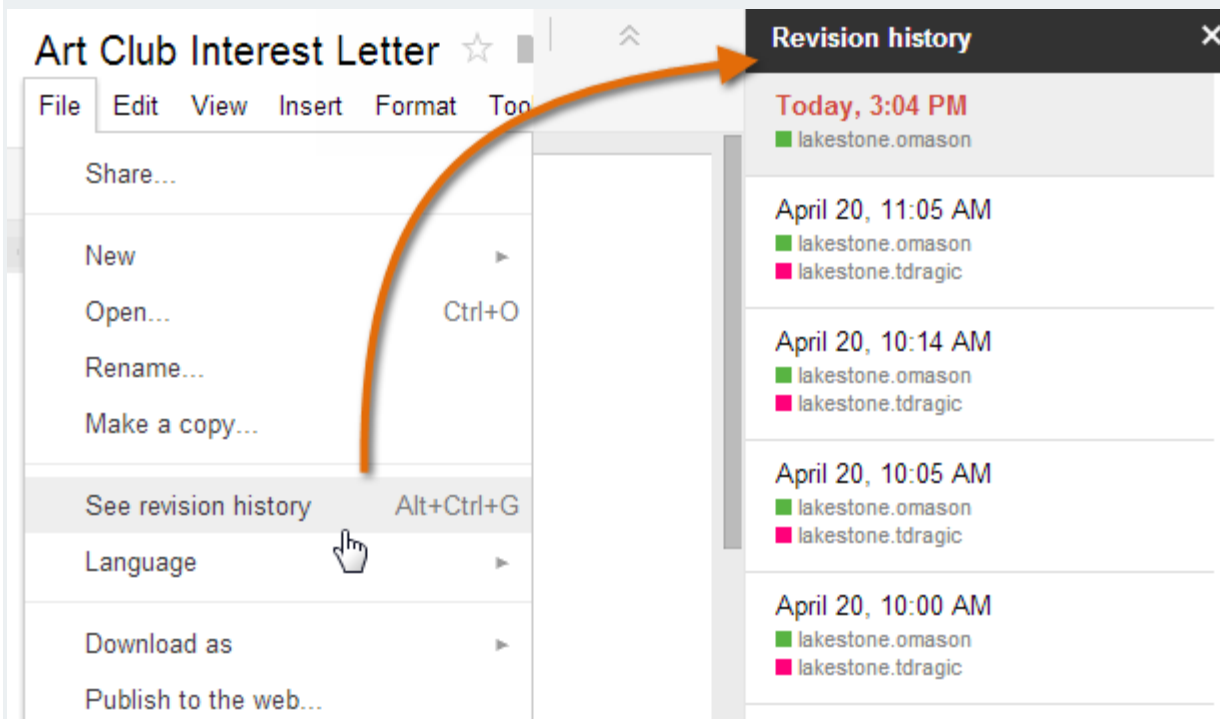 Art Club Interest Letter
File Edit View Insert Format
Share...
New
Open... Ctrl+O
Rename...
Make a copy...
See revision history Alt+Ctrl+G
Language
Download as
Publish to the web...
Revision history
Today, 3:04 PM
lakestone.omason
April 20, 11:05 AM
lakestone.omason
lakestone.tdragic
April 20, 10:14 AM
lakestone.omason
lakestone.tdragic
April 20, 10:05 AM
lakestone.omason
lakestone.tdragic
April 20, 10:00 AM
lakestone.omason
lakestone.tdragic